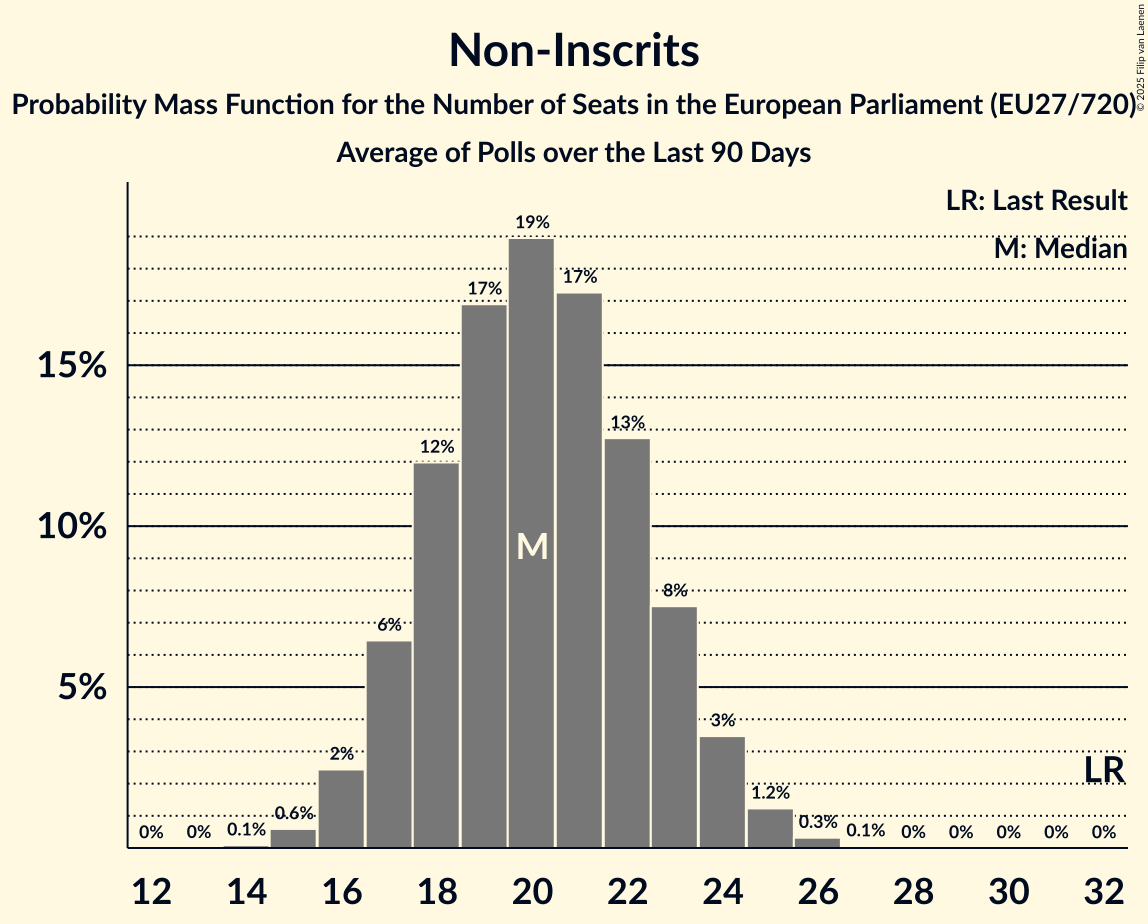 Non-Inscrits
Probability Mass Function for the Number of Seats in the European Parliament (EU27/720)
Average of Polls over the Last 90 Days
© 2025 Filip van Laenen
LR: Last Result
M: Median
19%
17%
17%
15%
13%
12%
10%
M
8%
6%
5%
3%
2%
LR
1.2%
0% 0% 0.1% 0.6% 0.3% 0.1% 0% 0% 0% 0% 0%
12 14 16 18 20 22 24 26 28 30 32